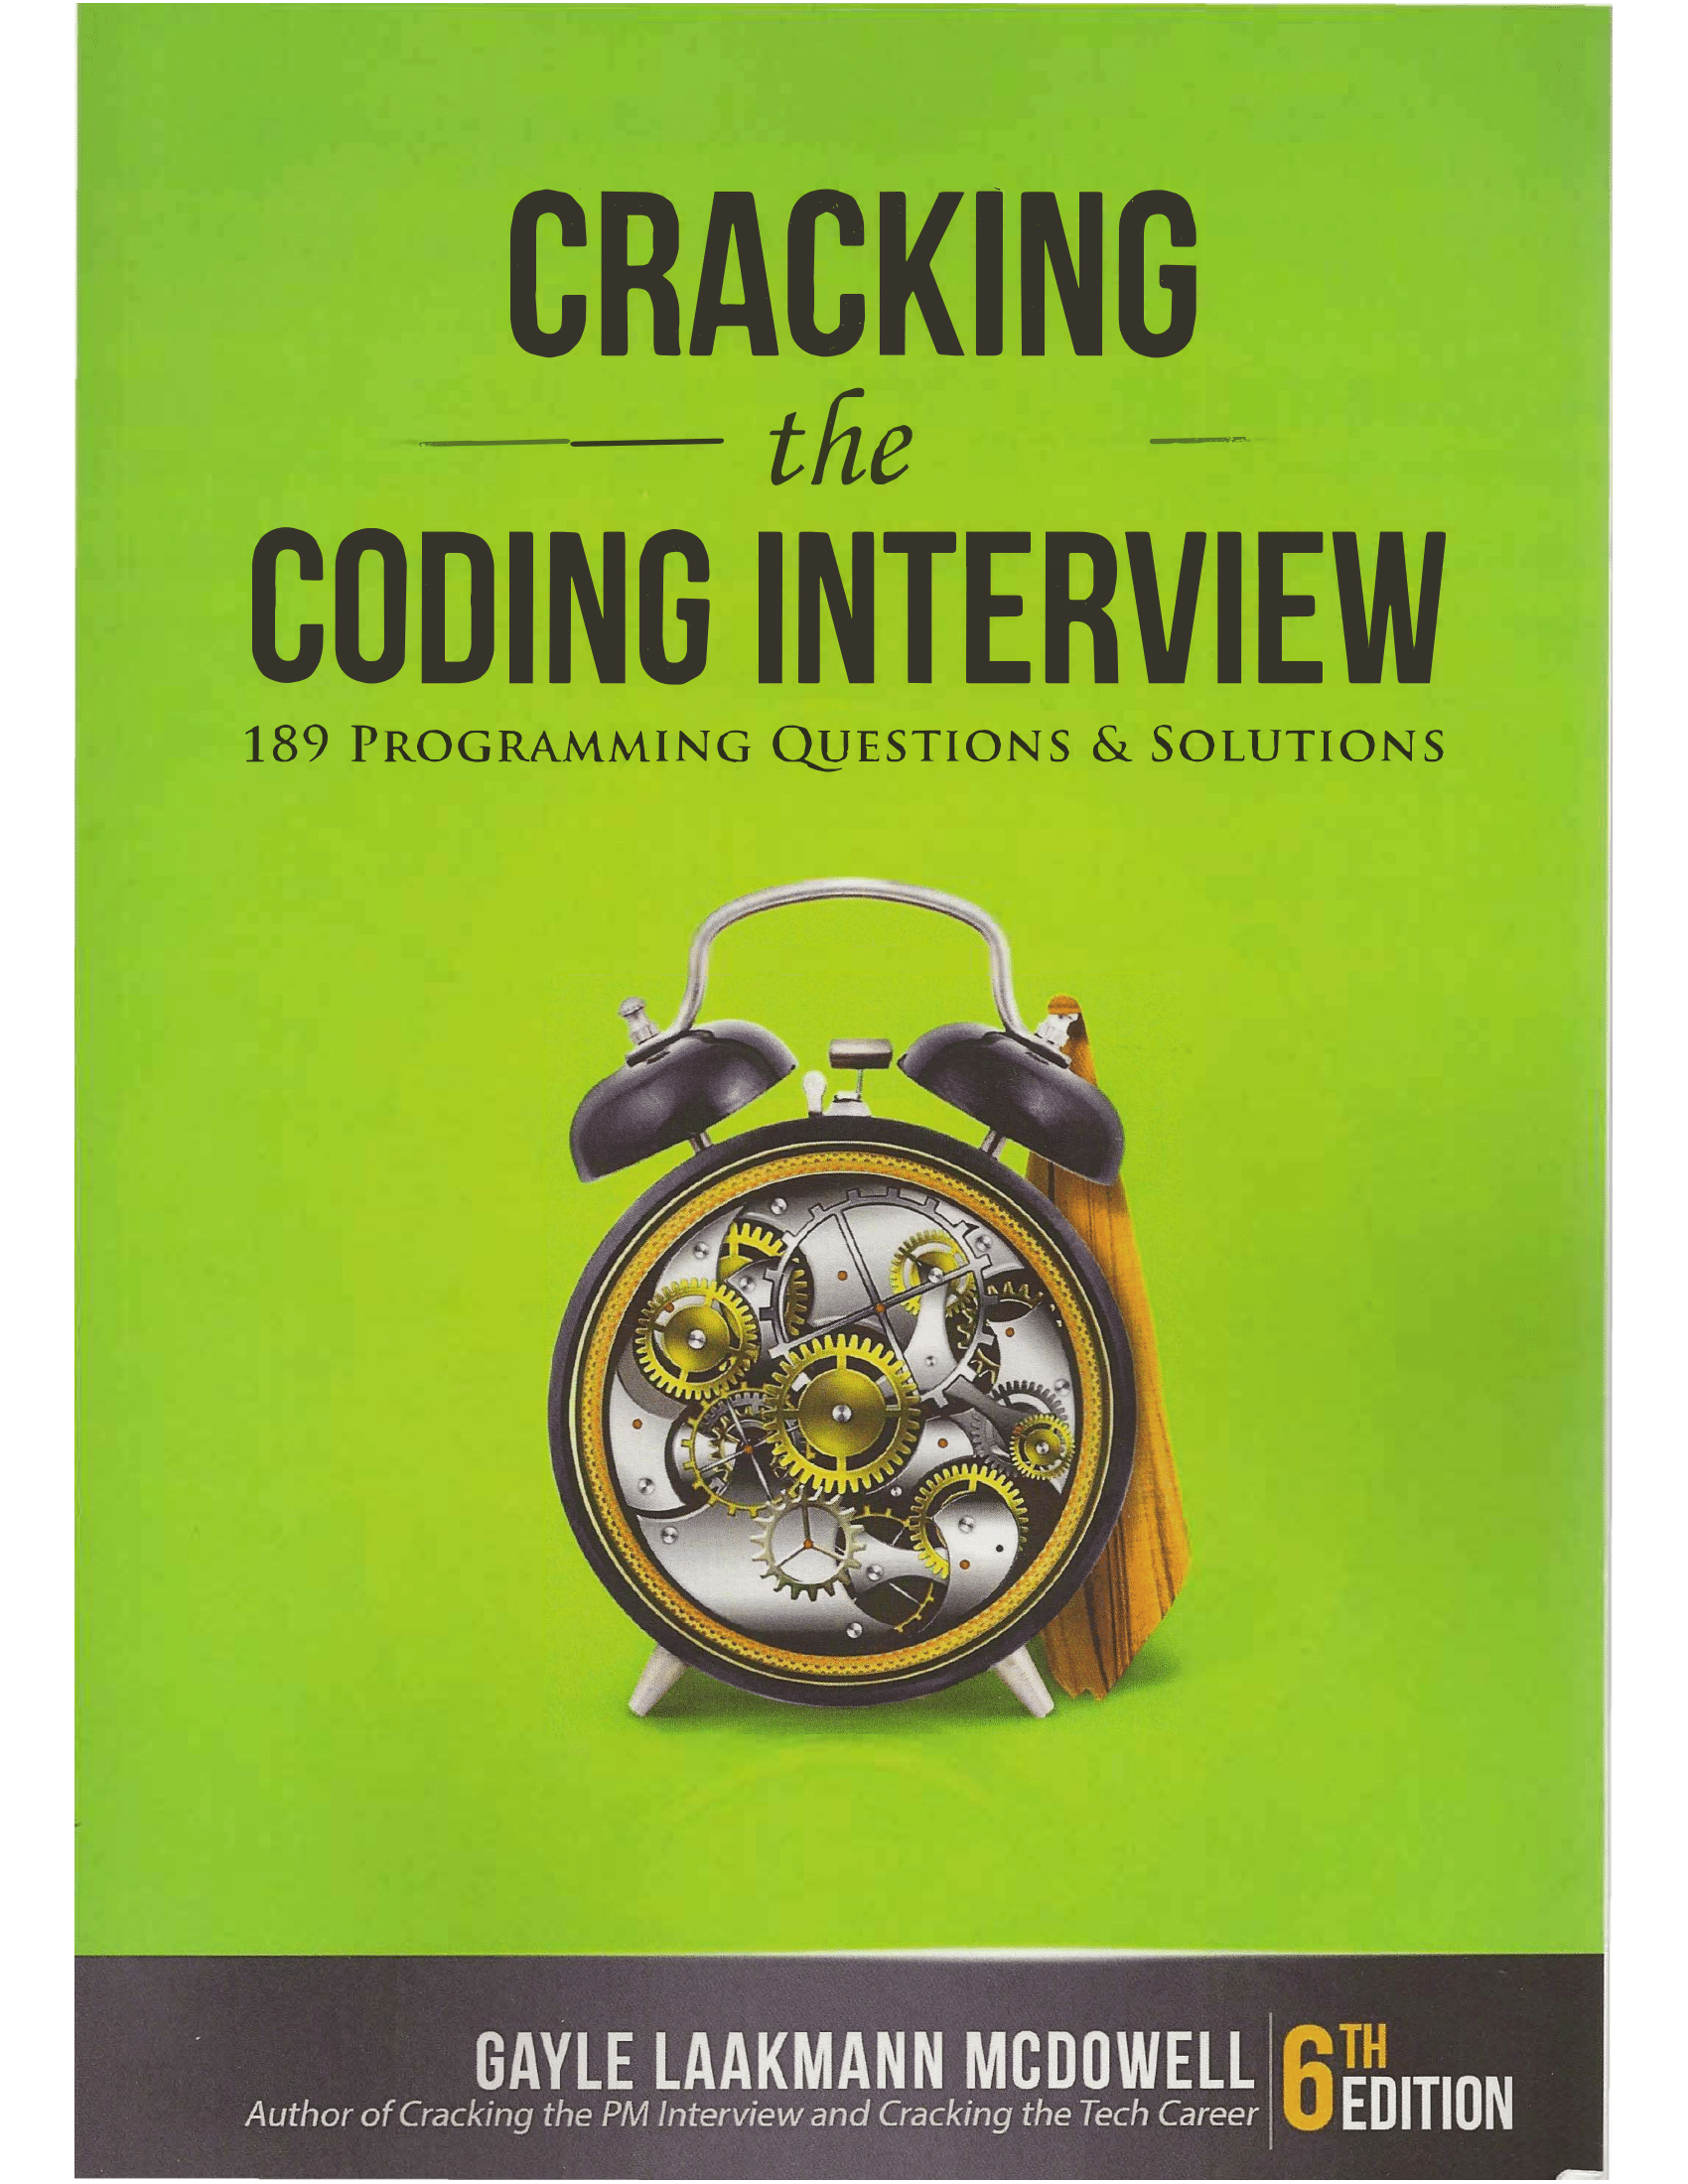 CRACKING
the
CODING INTERVIEW
189 PROGRAMMING QUESTIONS & SOLUTIONS
GAYLE LAAKMANN MCDOWELL
Author of Cracking the PM Interview and Cracking the Tech Career
6TH
EDITION